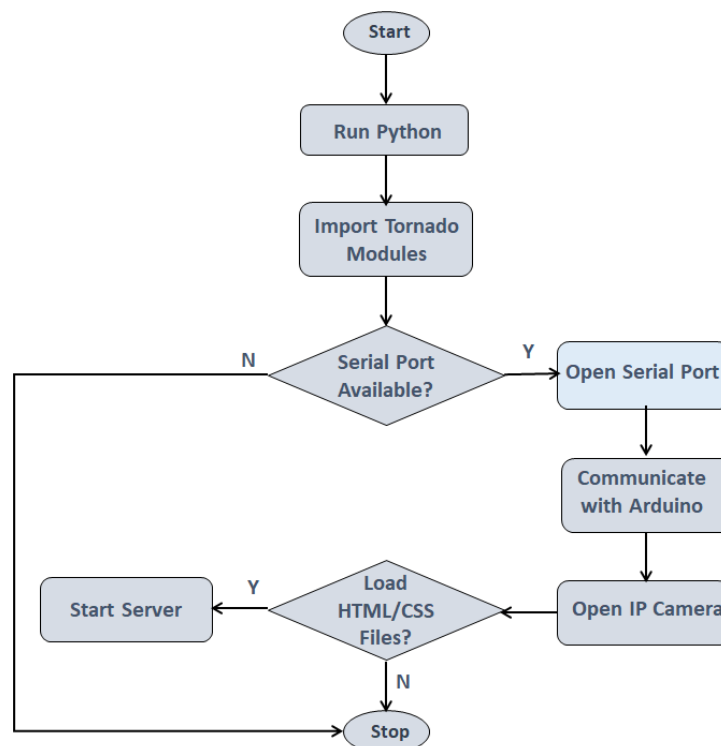 Start
Run Python
Import Tornado
Modules
N
Serial Port
Available?
Y
Open Serial Port
Communicate
with Arduino
Open IP Camera
Load
HTML/CSS
Files?
Y
Start Server
N
Stop